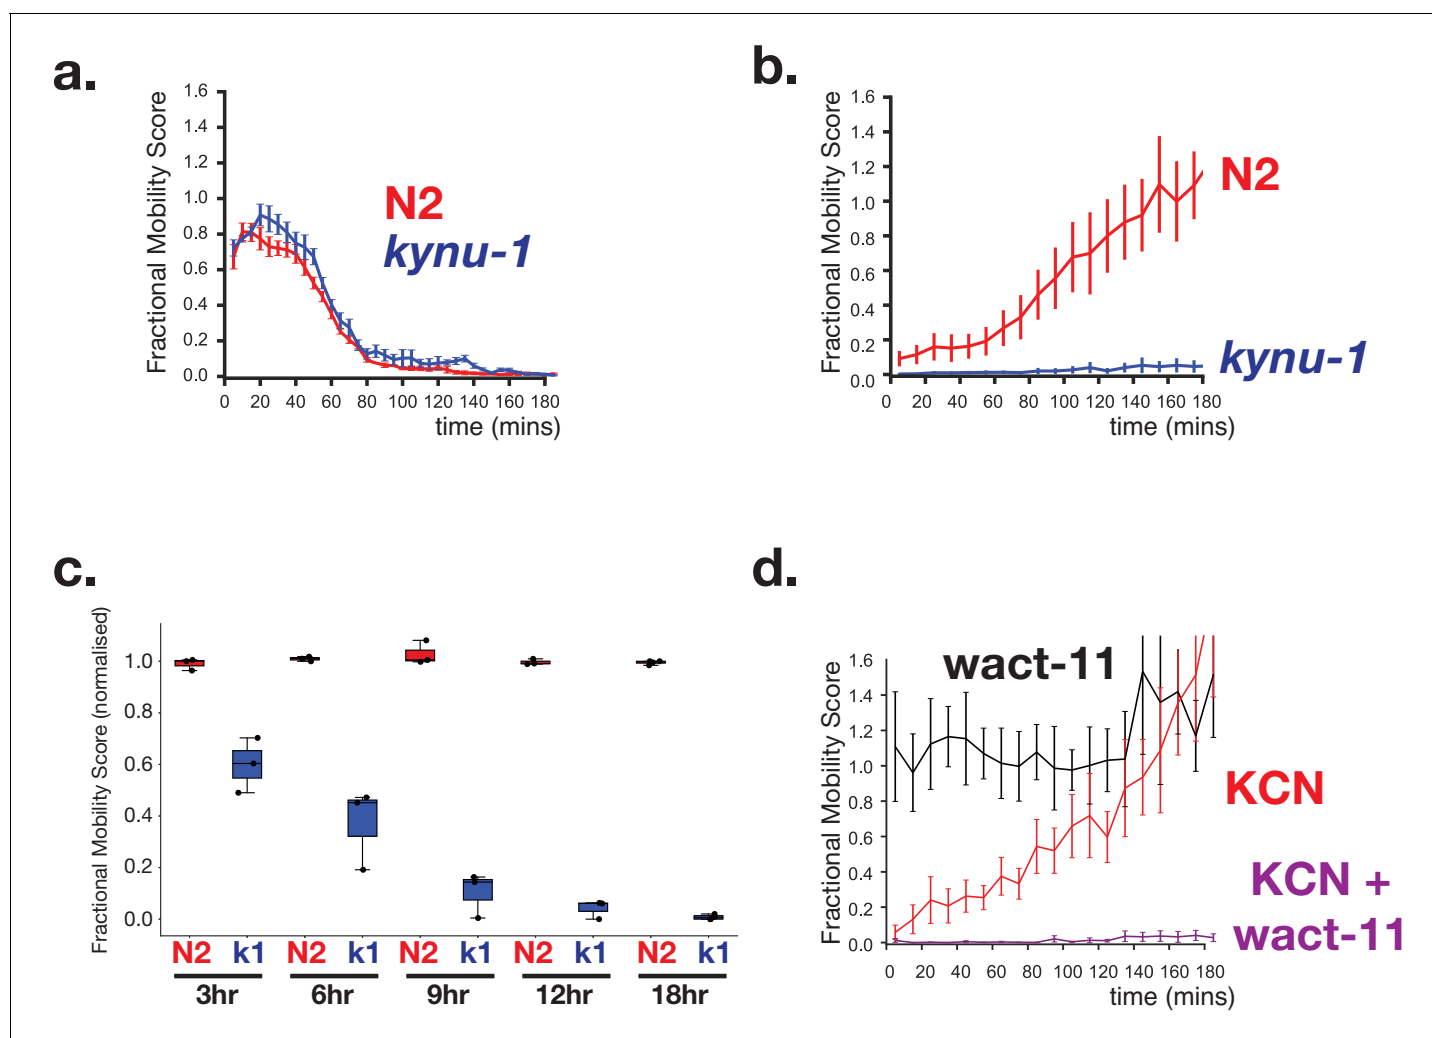 a.
Fractional Mobility Score
1.6
1.4
1.2
1.0
0.8
0.6
0.4
0.2
0.0
0 20 40 60 80 100 120 140 160 180
time (mins)
N2
kynu-1
b.
Fractional Mobility Score
1.6
1.4
1.2
1.0
0.8
0.6
0.4
0.2
0.0
0 20 40 60 80 100 120 140 160 180
time (mins)
N2
kynu-1
c.
Fractional Mobility Score (normalised)
1.0
0.8
0.6
0.4
0.2
0.0
N2 k1 N2 k1 N2 k1 N2 k1 N2 k1
3hr 6hr 9hr 12hr 18hr
d.
Fractional Mobility Score
1.6
1.4
1.2
1.0
0.8
0.6
0.4
0.2
0.0
0 20 40 60 80 100 120 140 160 180
time (mins)
wact-11
KCN
KCN +
wact-11